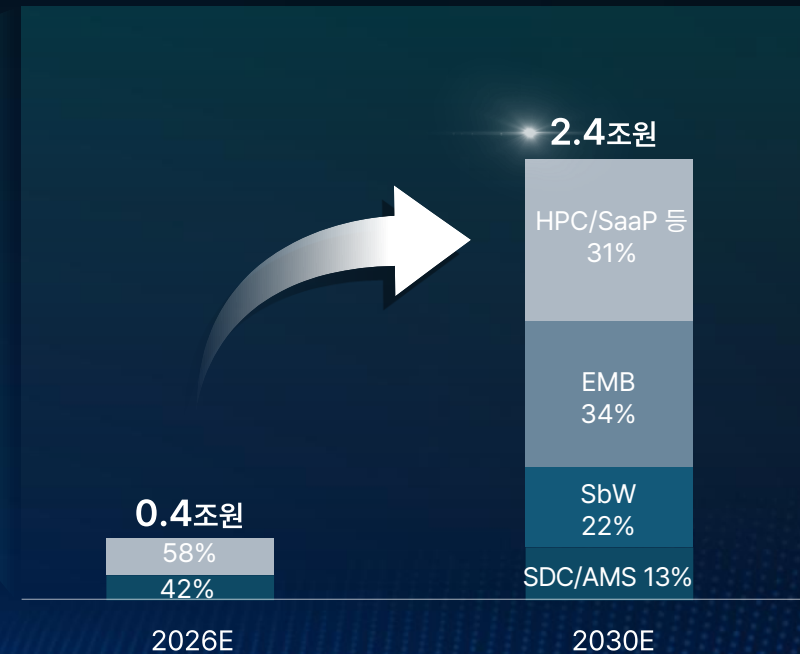 2.4조원
HPC/SaaP 등
31%
EMB
34%
SbW
22%
SDC/AMS 13%
0.4조원
58%
42%
2026E
2030E